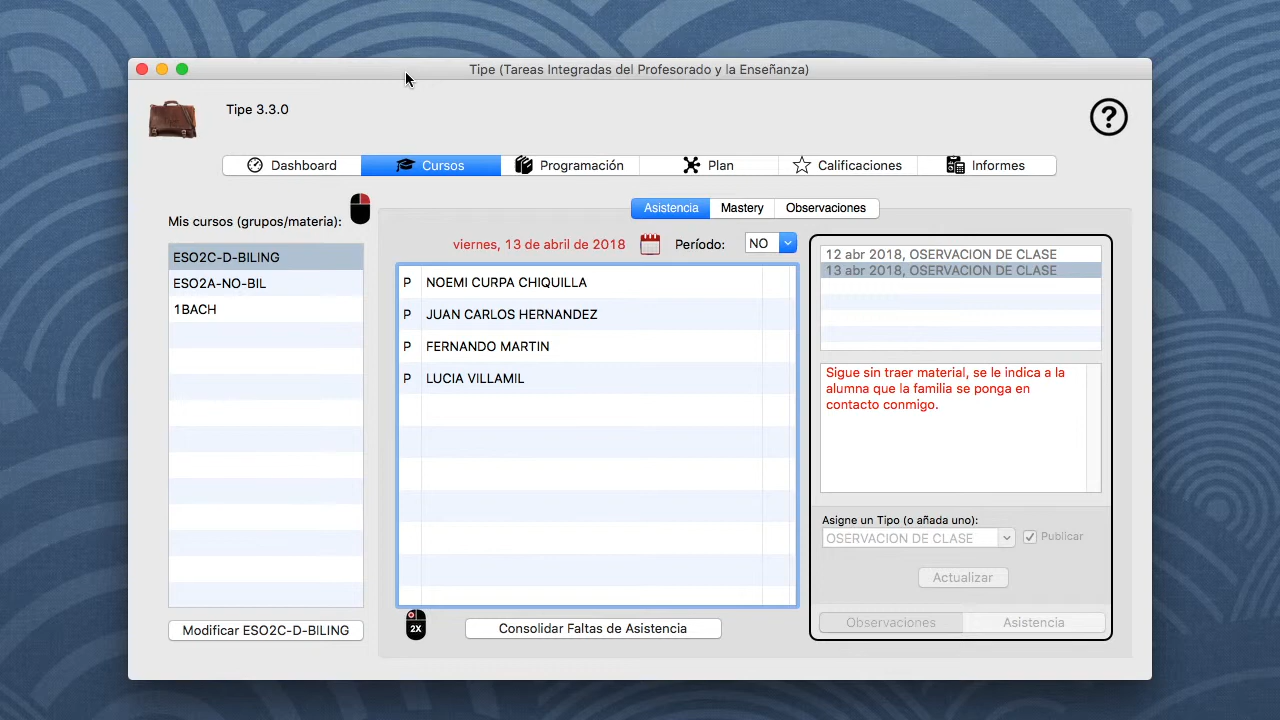 Tipe (Tareas Integradas del Profesorado y la Enseñanza)
Tipe 3.3.0
?
Dashboard
Cursos
Programación
Plan
Calificaciones
Informes
Mis cursos (grupos/materia):
Asistencia
Mastery
Observaciones
viernes, 13 de abril de 2018
Período:
NO
ESO2C-D-BILING
ESO2A-NO-BIL
1BACH
P NOEMI CURPA CHIQUILLA
P JUAN CARLOS HERNANDEZ
P FERNANDO MARTIN
P LUCIA VILLAMIL
12 abr 2018, OSERVACION DE CLASE
13 abr 2018, OSERVACION DE CLASE
Sigue sin traer material, se le indica a la
alumna que la familia se ponga en
contacto conmigo.
Asigne un Tipo (o añada uno):
OSERVACION DE CLASE
Publicar
Actualizar
Observaciones
Asistencia
Modificar ESO2C-D-BILING
2X
Consolidar Faltas de Asistencia